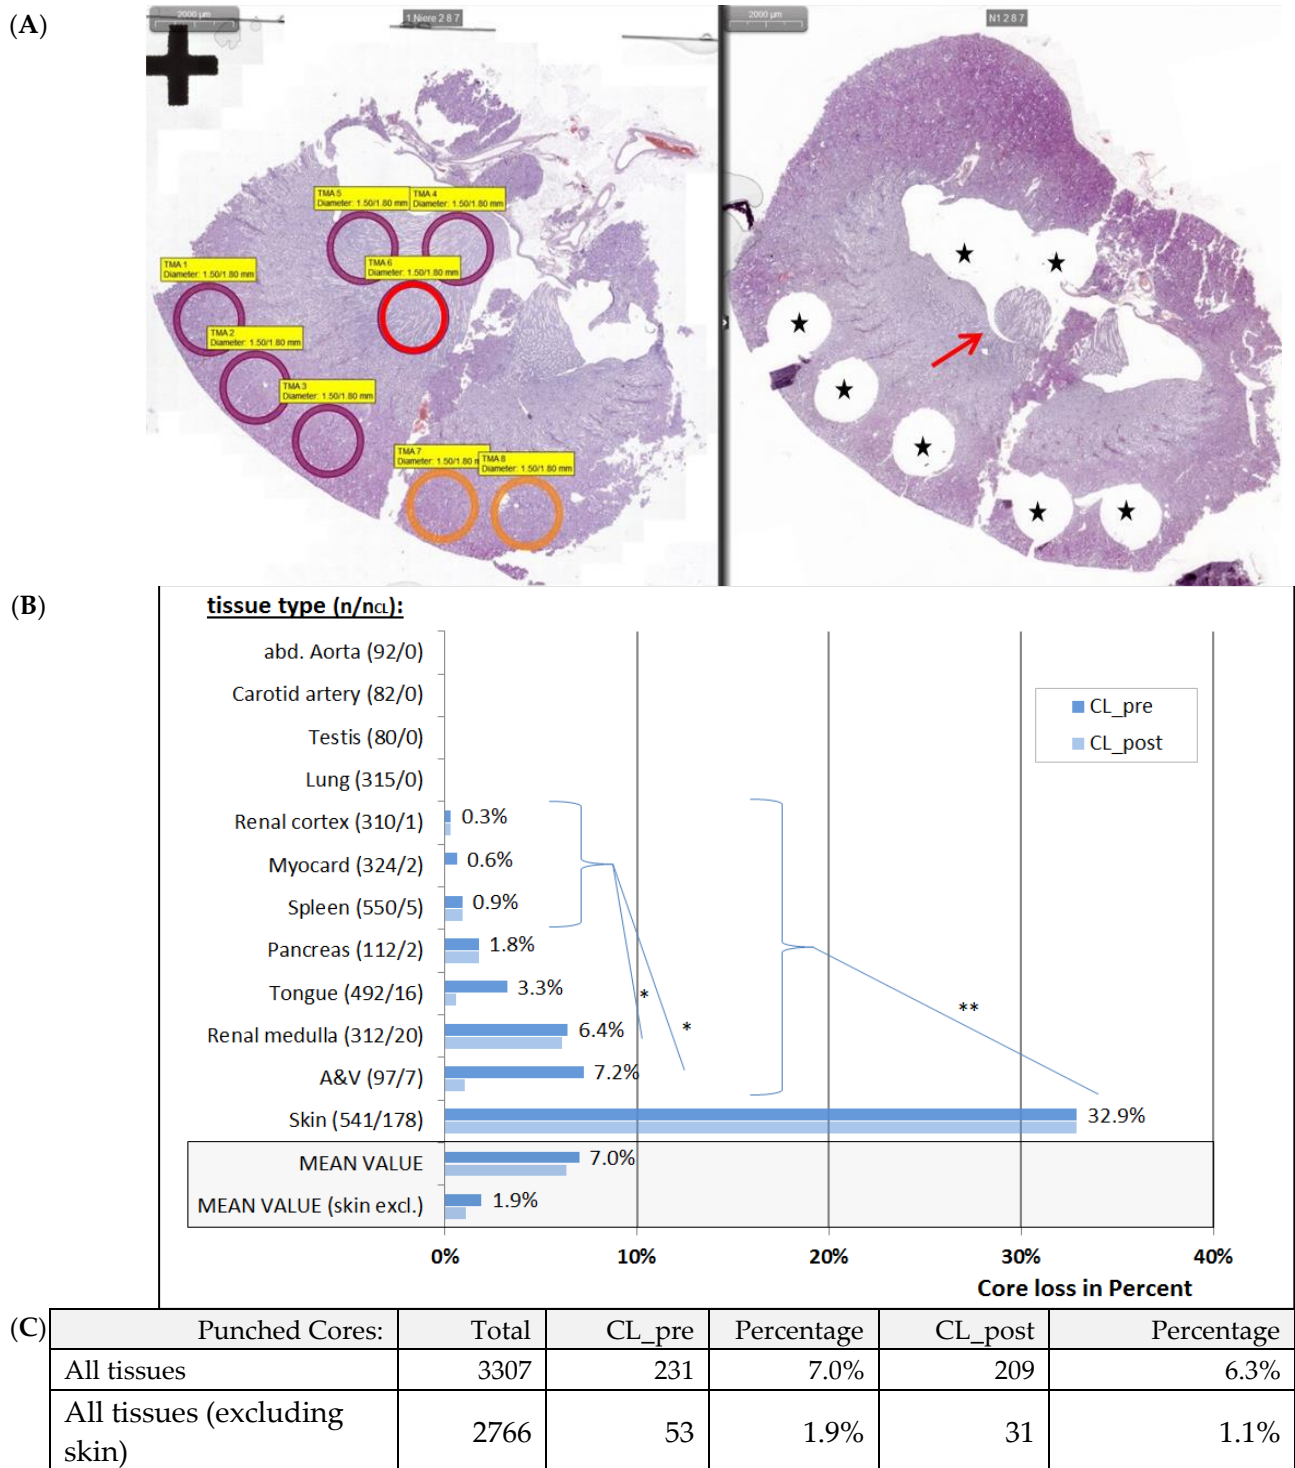 (A)
2000 µm
1 Niere 2 8 7
2000 µm
N1 2 8 7
TMA 5
Diameter: 1.50/1.80 mm
TMA 4
Diameter: 1.50/1.80 mm
TMA 1
Diameter: 1.50/1.80 mm
TMA 6
Diameter: 1.50/1.80 mm
TMA 2
Diameter: 1.50/1.80 mm
TMA 3
Diameter: 1.50/1.80 mm
TMA 7
Diameter: 1.50/1.80 m
TMA 8
Diameter: 1.50/1.80 mm
(B)
tissue type (n/nCL):
abd. Aorta (92/0)
Carotid artery (82/0)
Testis (80/0)
Lung (315/0)
Renal cortex (310/1) 0.3%
Myocard (324/2) 0.6%
Spleen (550/5) 0.9%
Pancreas (112/2) 1.8%
Tongue (492/16) 3.3%
Renal medulla (312/20) 6.4%
A&V (97/7) 7.2%
Skin (541/178) 32.9%
MEAN VALUE 7.0%
MEAN VALUE (skin excl.) 1.9%
CL_pre
CL_post
*
*
**
0% 10% 20% 30% 40%
Core loss in Percent
(C)
Punched Cores: Total CL_pre Percentage CL_post Percentage
All tissues 3307 231 7.0% 209 6.3%
All tissues (excluding
skin) 2766 53 1.9% 31 1.1%